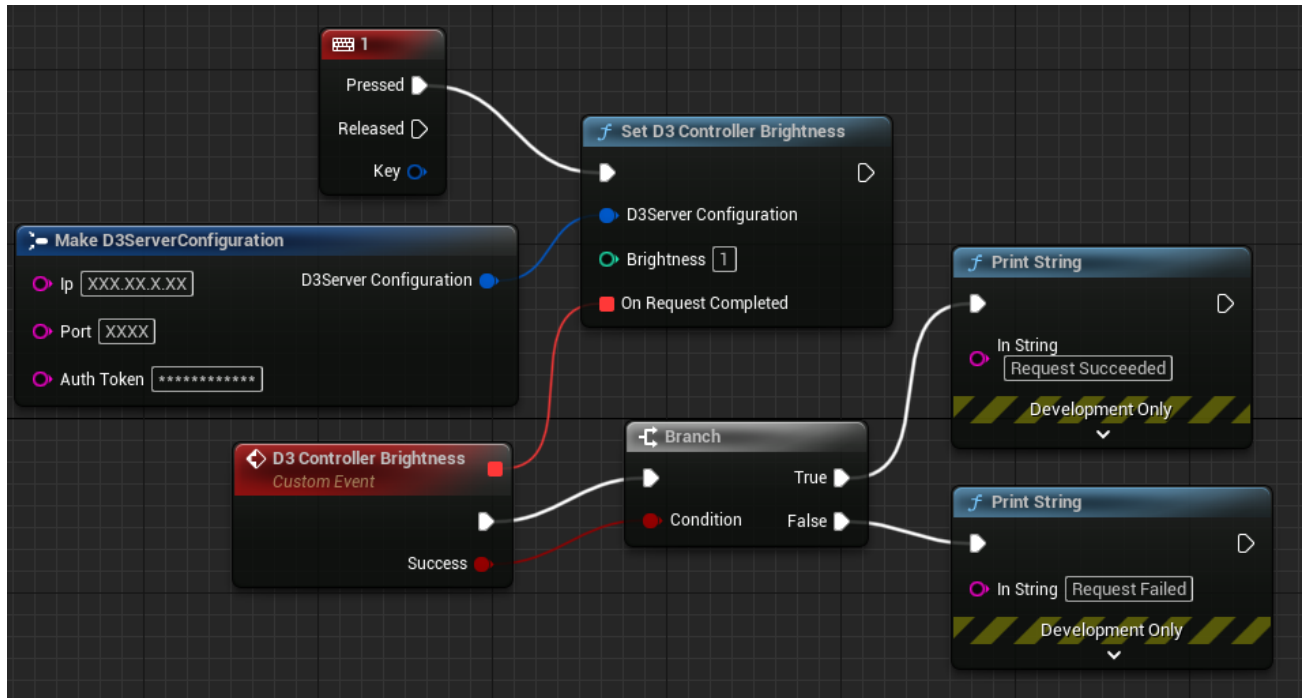 1
Pressed
Released
Key
Set D3 Controller Brightness
D3Server Configuration
Brightness 1
On Request Completed
Make D3ServerConfiguration
Ip XXX.XX.X.XX
D3Server Configuration
Port XXXX
Auth Token ************
D3 Controller Brightness
Custom Event
Success
Branch
True
Condition
False
Print String
In String
Request Succeeded
Development Only
Print String
In String Request Failed
Development Only